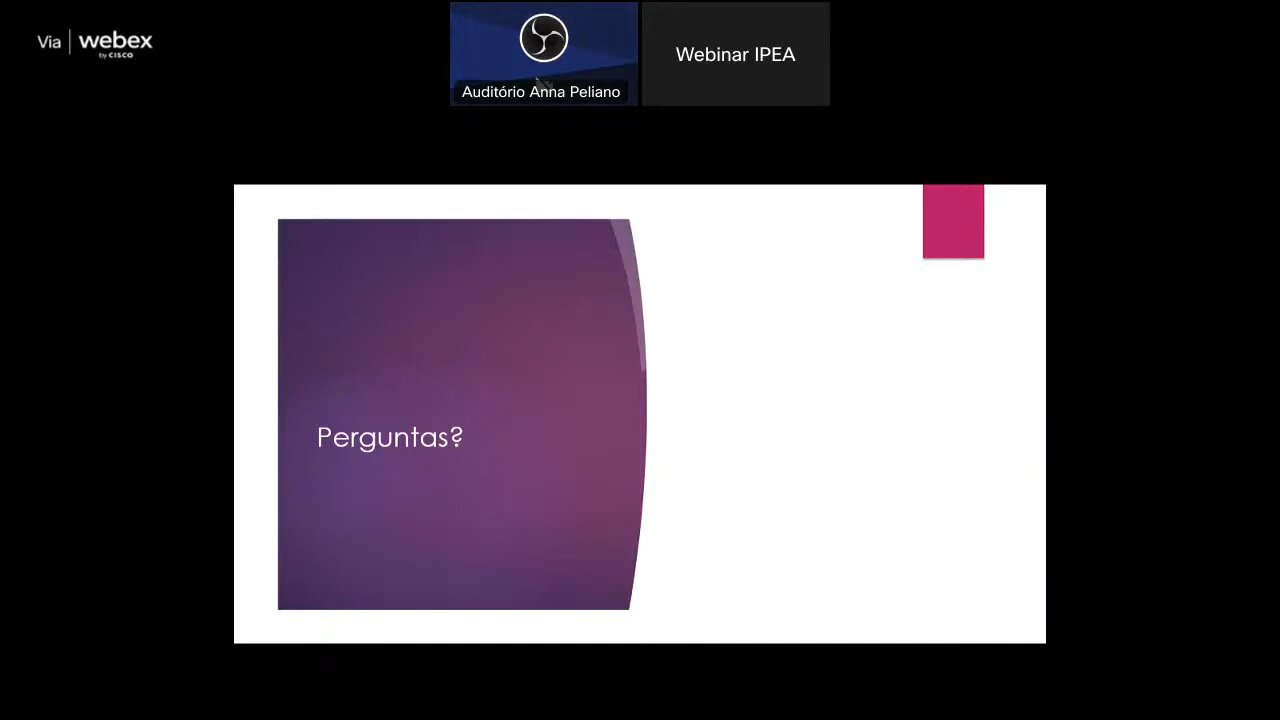 Via | webex
by CISCO
Auditório Anna Peliano
Webinar IPEA
Perguntas?